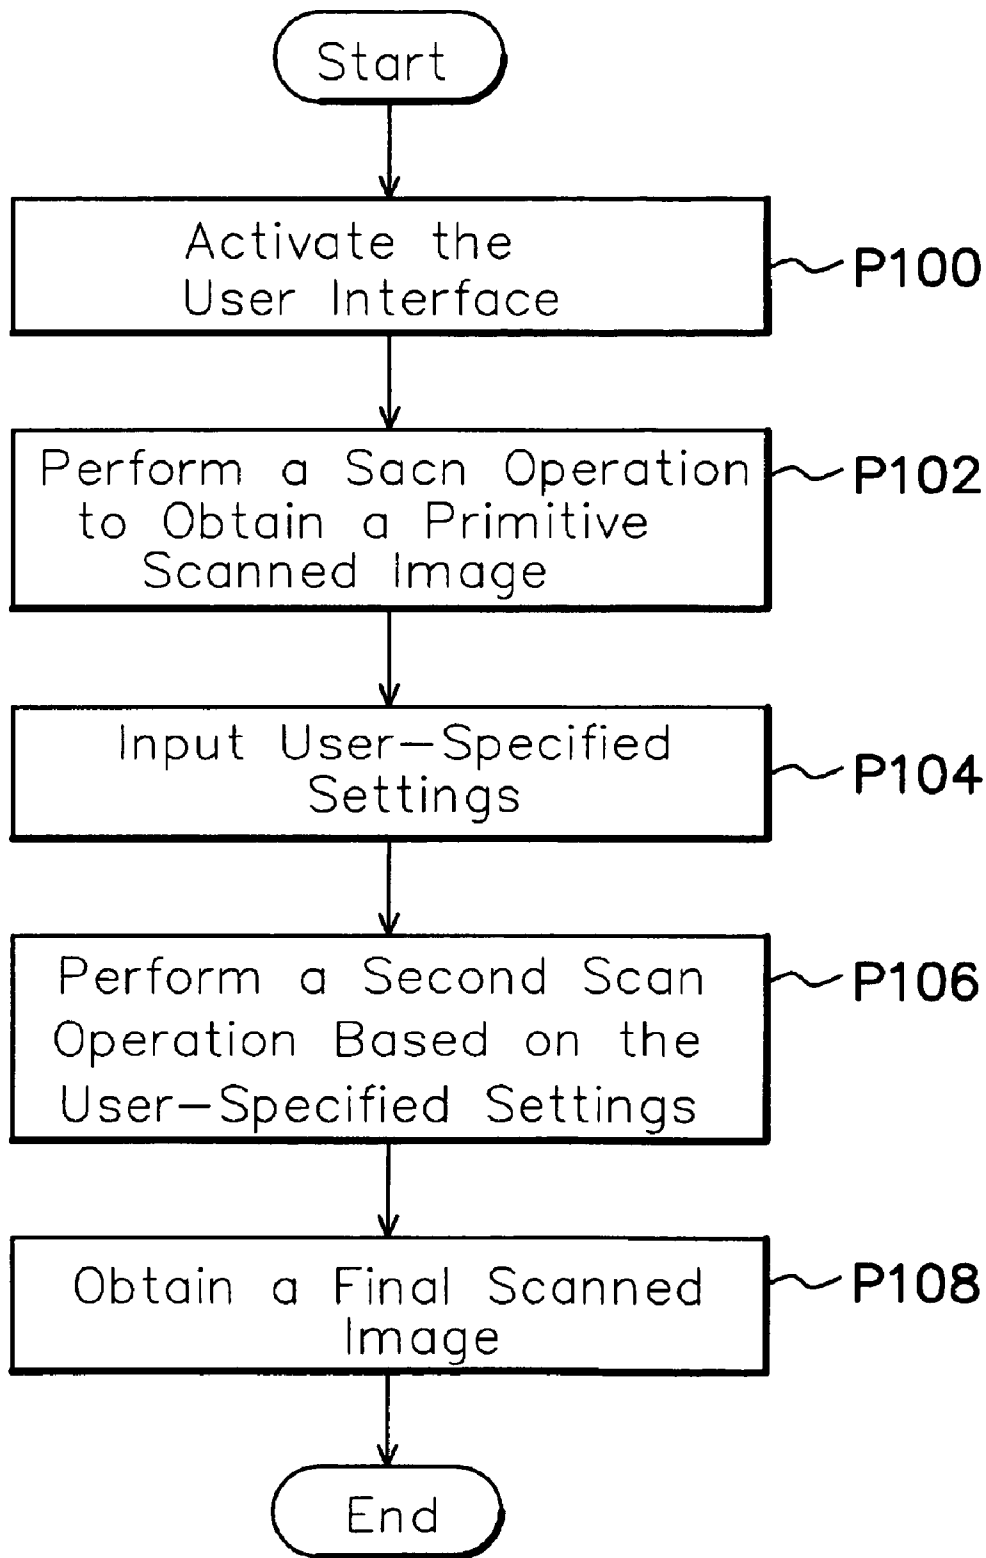 Start
Activate the
User Interface
P100
Perform a Sacn Operation
to Obtain a Primitive
Scanned Image
P102
Input User-Specified
Settings
P104
Perform a Second Scan
Operation Based on the
User-Specified Settings
P106
Obtain a Final Scanned
Image
P108
End